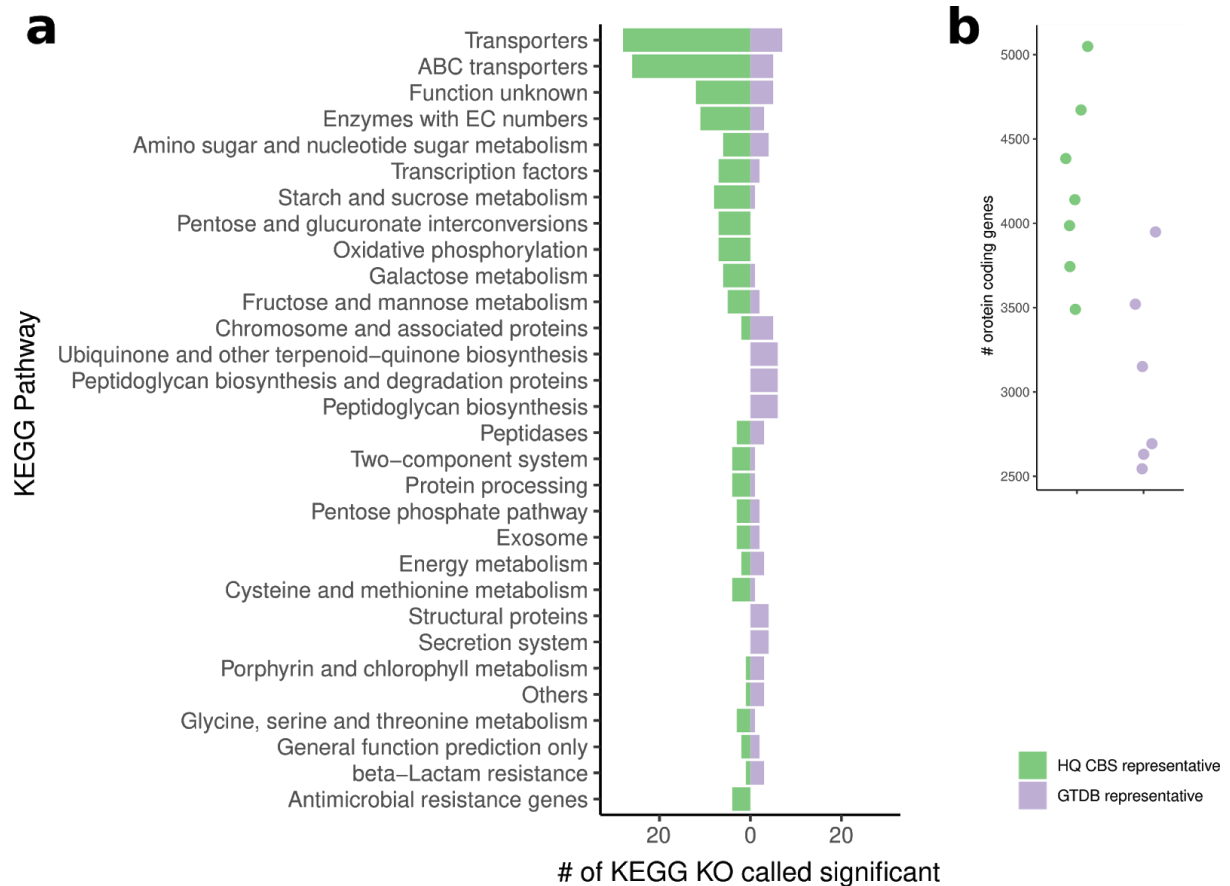 a
Transporters
ABC transporters
Function unknown
Enzymes with EC numbers
Amino sugar and nucleotide sugar metabolism
Transcription factors
Starch and sucrose metabolism
Pentose and glucuronate interconversions
Oxidative phosphorylation
Galactose metabolism
Fructose and mannose metabolism
Chromosome and associated proteins
Ubiquinone and other terpenoid−quinone biosynthesis
Peptidoglycan biosynthesis and degradation proteins
Peptidoglycan biosynthesis
Peptidases
Two−component system
Protein processing
Pentose phosphate pathway
Exosome
Energy metabolism
Cysteine and methionine metabolism
Structural proteins
Secretion system
Porphyrin and chlorophyll metabolism
Others
Glycine, serine and threonine metabolism
General function prediction only
beta−Lactam resistance
Antimicrobial resistance genes
KEGG Pathway
20 0 20
# of KEGG KO called significant
b
5000
4500
4000
3500
3000
2500
# orotein coding genes
HQ CBS representative
GTDB representative